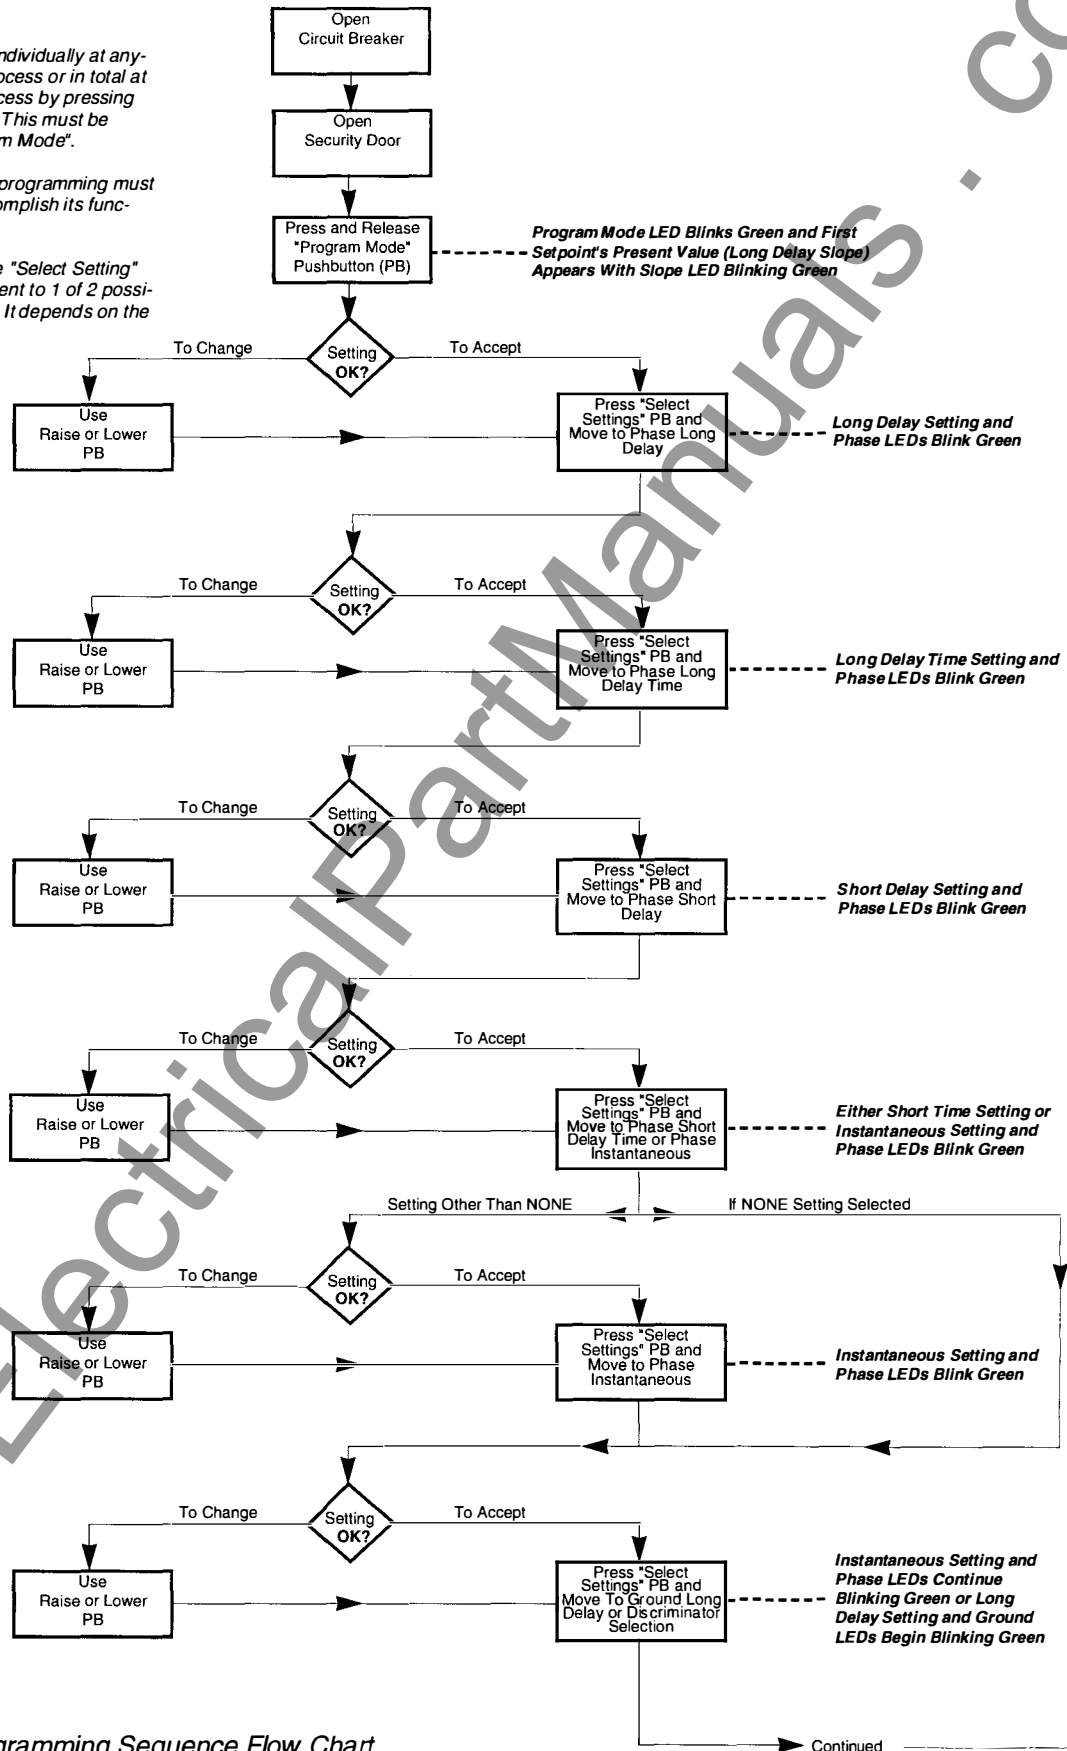 Open
Circuit Breaker
ndividually at any-
ocess or in total at
cess by pressing
This must be
m Mode".
Open
Security Door
programming must
omplish its func-
Press and Release
"Program Mode"
Pushbutton (PB)
Program Mode LED Blinks Green and First
Setpoint's Present Value (Long Delay Slope)
Appears With Slope LED Blinking Green
e "Select Setting"
ent to 1 of 2 possi-
It depends on the
To Change
Setting
OK?
To Accept
Use
Raise or Lower
PB
Press "Select
Settings" PB and
Move to Phase Long
Delay
Long Delay Setting and
Phase LEDs Blink Green
To Change
Setting
OK?
To Accept
Use
Raise or Lower
PB
Press "Select
Settings" PB and
Move to Phase Long
Delay Time
Long Delay Time Setting and
Phase LEDs Blink Green
To Change
Setting
OK?
To Accept
Use
Raise or Lower
PB
Press "Select
Settings" PB and
Move to Phase Short
Delay
Short Delay Setting and
Phase LEDs Blink Green
To Change
Setting
OK?
To Accept
Use
Raise or Lower
PB
Press "Select
Settings" PB and
Move to Phase Short
Delay Time or Phase
Instantaneous
Either Short Time Setting or
Instantaneous Setting and
Phase LEDs Blink Green
Setting Other Than NONE
If NONE Setting Selected
To Change
Setting
OK?
To Accept
Use
Raise or Lower
PB
Press "Select
Settings" PB and
Move to Phase
Instantaneous
Instantaneous Setting and
Phase LEDs Blink Green
To Change
Setting
OK?
To Accept
Use
Raise or Lower
PB
Press "Select
Settings" PB and
Move To Ground Long
Delay or Discriminator
Selection
Instantaneous Setting and
Phase LEDs Continue
Blinking Green or Long
Delay Setting and Ground
LEDs Begin Blinking Green
gramming Sequence Flow Chart
Continued
ElectricalPartManuals . co